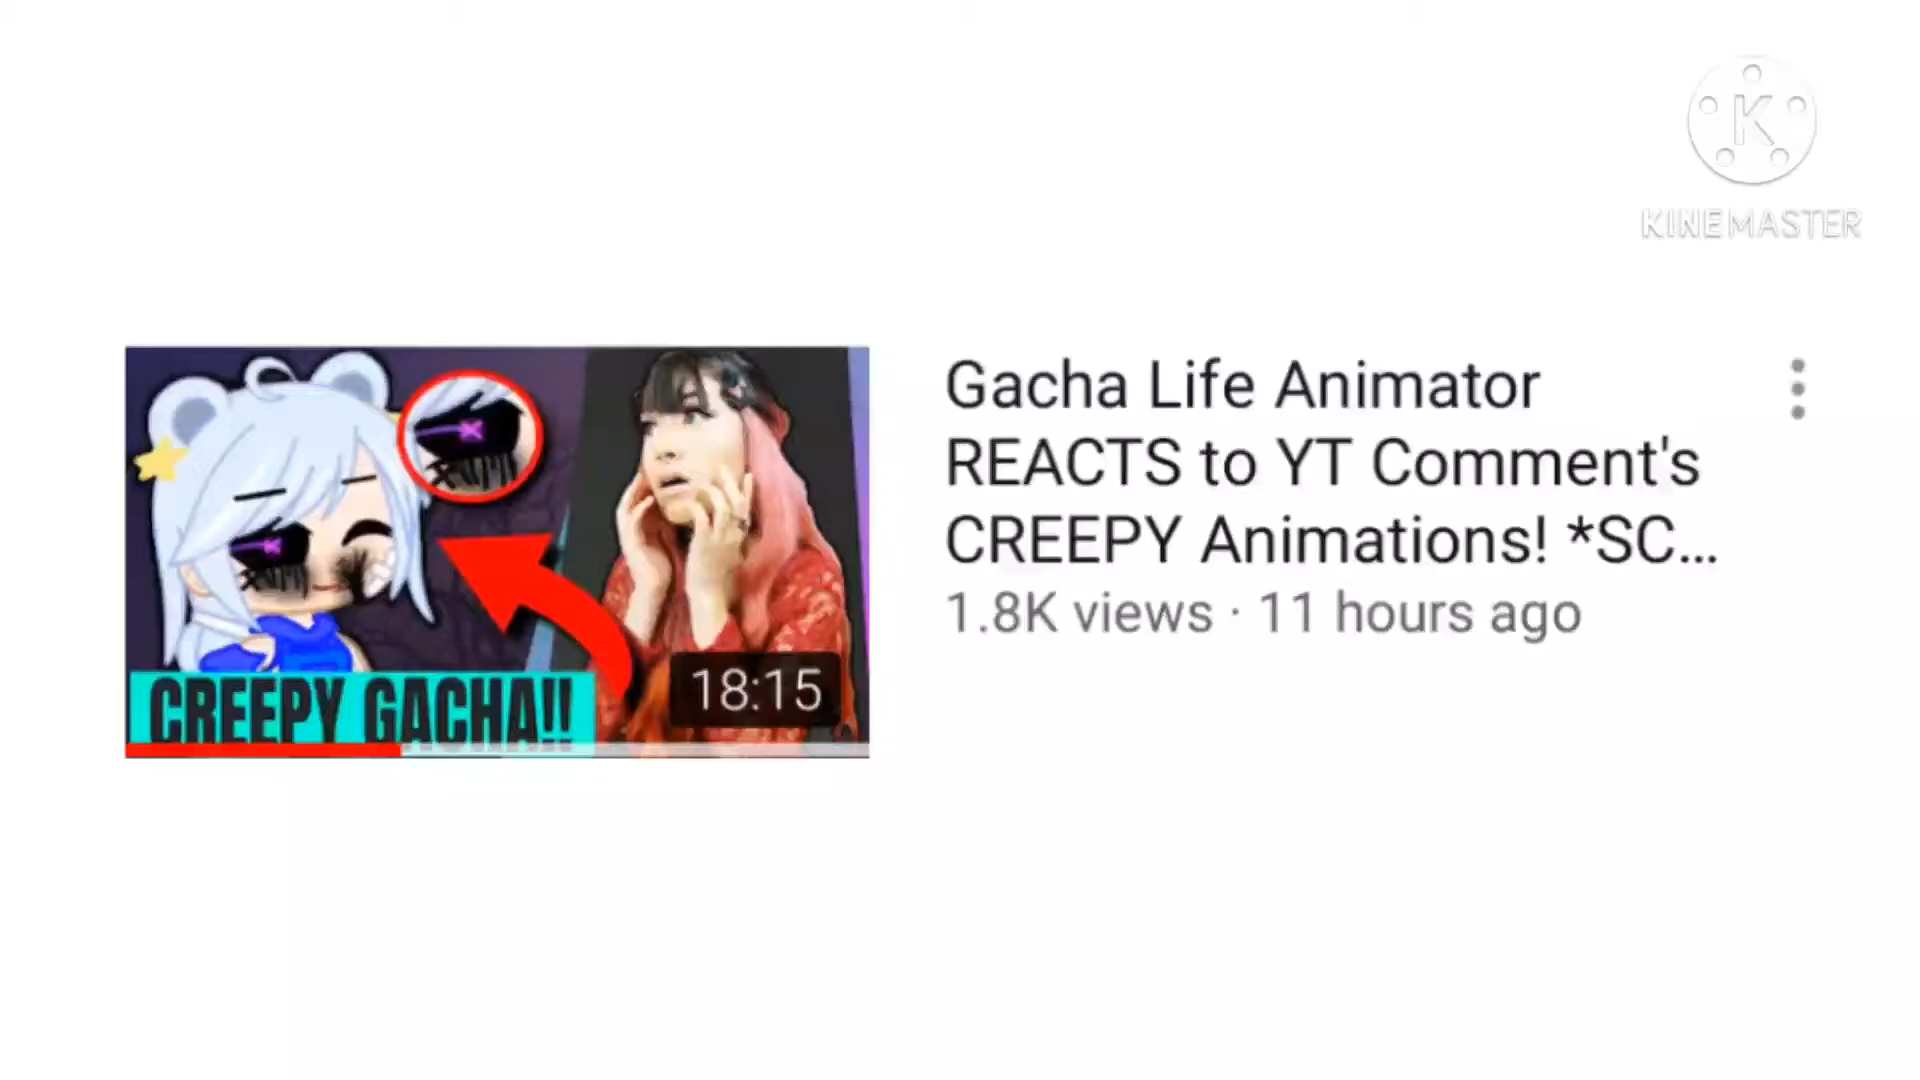 K
KINEMASTER
Gacha Life Animator
REACTS to YT Comment's
CREEPY Animations! *SC...
1.8K views · 11 hours ago
18:15
CREEPY GACHA!!